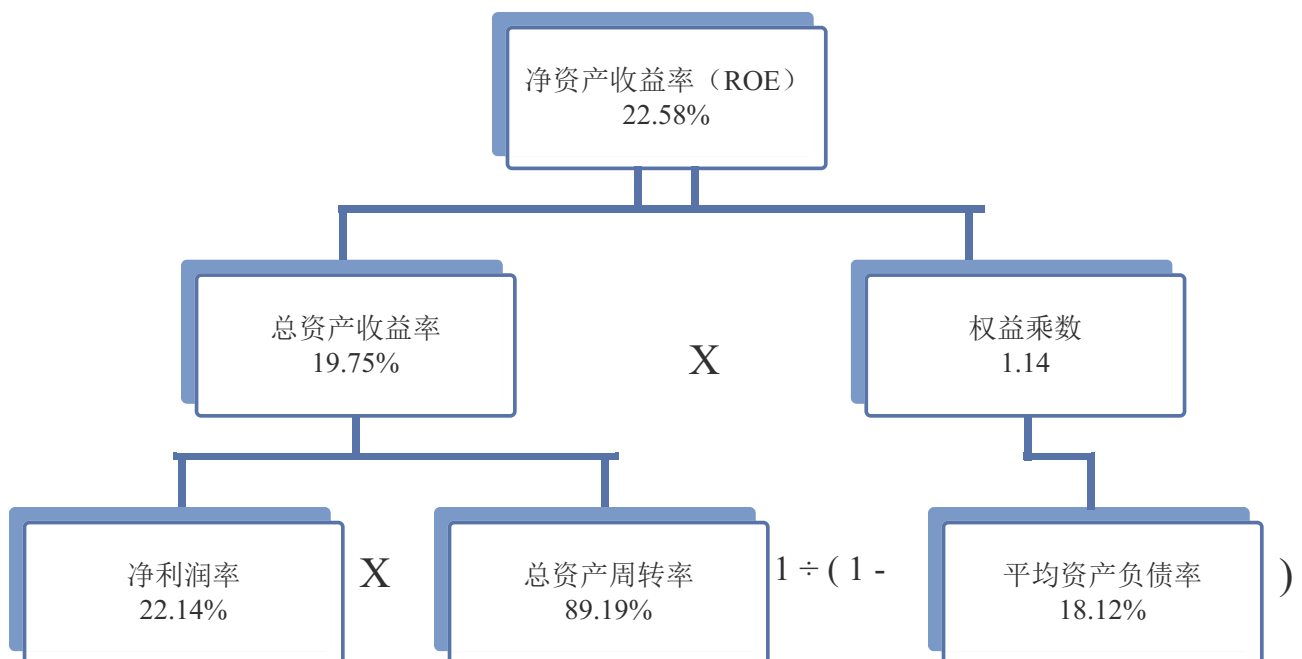 净资产收益率（ROE）
22.58%
总资产收益率
19.75%
X
权益乘数
1.14
净利润率
22.14%
X
总资产周转率
89.19%
1 ÷ ( 1 -
平均资产负债率
18.12%
)